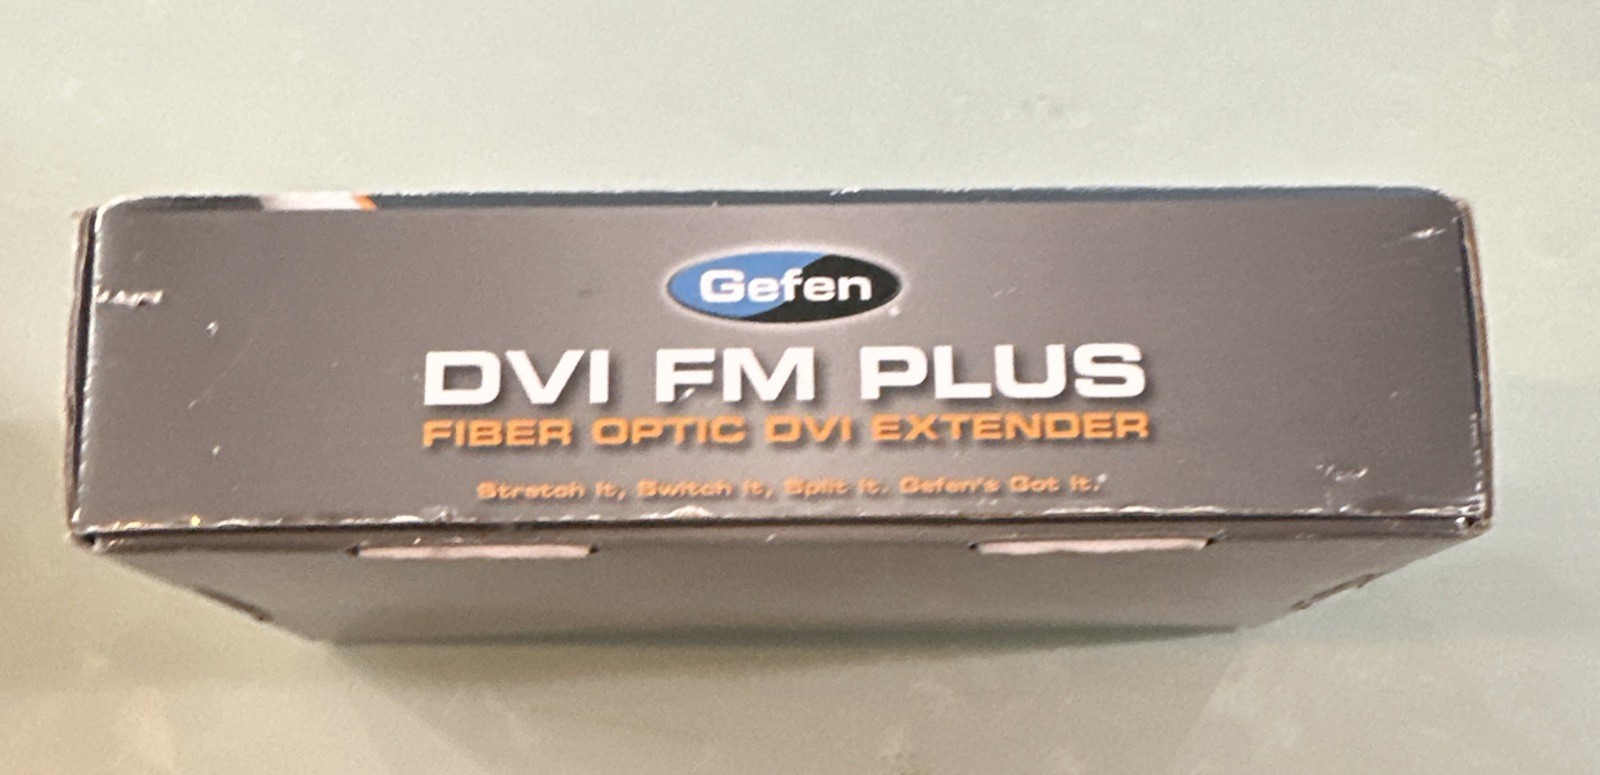 Gefen
DVI FM PLUS
FIBER OPTIC DVI EXTENDER
Stretch it, Switch it, Split it. Gefen's Got it.